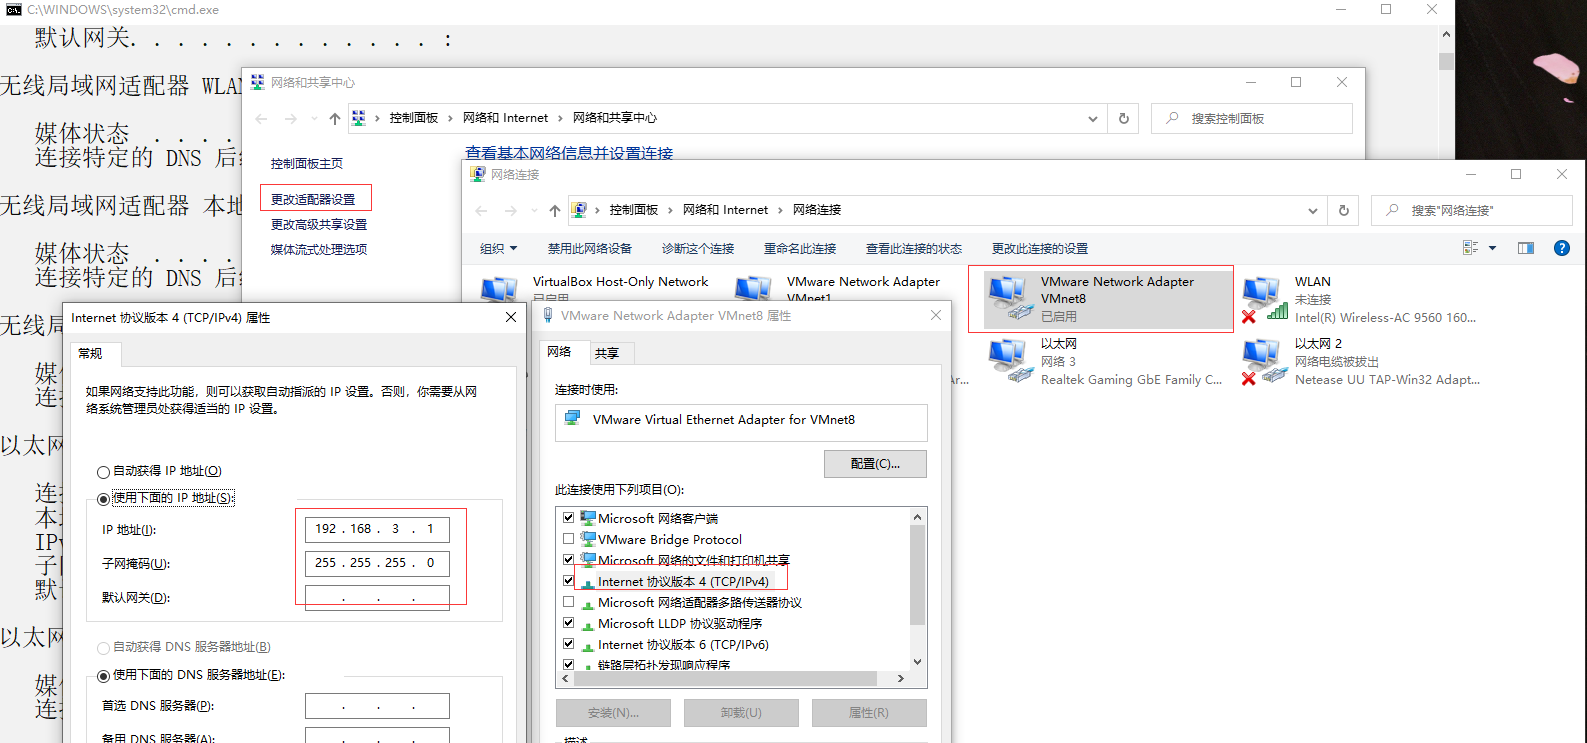 C:\WINDOWS\system32\cmd.exe
默认网关. . . . . . . . . . . . . :
无线局域网适配器 WLAN
媒体状态 . . . .
连接特定的 DNS 后缀
无线局域网适配器 本地
媒体状态 . . . .
连接特定的 DNS 后缀
无线局
媒体
连接
以太网
连接
本地
IPv
子网
默认
以太网
媒体
连接
网络和共享中心
控制面板 › 网络和 Internet › 网络和共享中心
搜索控制面板
控制面板主页
查看基本网络信息并设置连接
更改适配器设置
更改高级共享设置
媒体流式处理选项
网络连接
控制面板 › 网络和 Internet › 网络连接
搜索"网络连接"
组织 禁用此网络设备 诊断这个连接 重命名此连接 查看此连接的状态 更改此连接的设置
VirtualBox Host-Only Network
已启用
VMware Network Adapter
VMnet1
VMware Network Adapter
VMnet8
已启用
WLAN
未连接
Intel(R) Wireless-AC 9560 160...
以太网
网络 3
Realtek Gaming GbE Family C...
以太网 2
网络电缆被拔出
Netease UU TAP-Win32 Adapt...
Ar...
Internet 协议版本 4 (TCP/IPv4) 属性
常规
如果网络支持此功能，则可以获取自动指派的 IP 设置。否则，你需要从网
络系统管理员处获得适当的 IP 设置。
自动获得 IP 地址(O)
使用下面的 IP 地址(S):
IP 地址(I): 192 . 168 . 3 . 1
子网掩码(U): 255 . 255 . 255 . 0
默认网关(D): . . .
自动获得 DNS 服务器地址(B)
使用下面的 DNS 服务器地址(E):
首选 DNS 服务器(P): . . .
备用 DNS 服务器(A): . . .
VMware Network Adapter VMnet8 属性
网络 共享
连接时使用:
VMware Virtual Ethernet Adapter for VMnet8
配置(C)...
此连接使用下列项目(O):
Microsoft 网络客户端
VMware Bridge Protocol
Microsoft 网络的文件和打印机共享
Internet 协议版本 4 (TCP/IPv4)
Microsoft 网络适配器多路传送器协议
Microsoft LLDP 协议驱动程序
Internet 协议版本 6 (TCP/IPv6)
链路层拓扑发现响应程序
安装(N)... 卸载(U) 属性(R)
描述